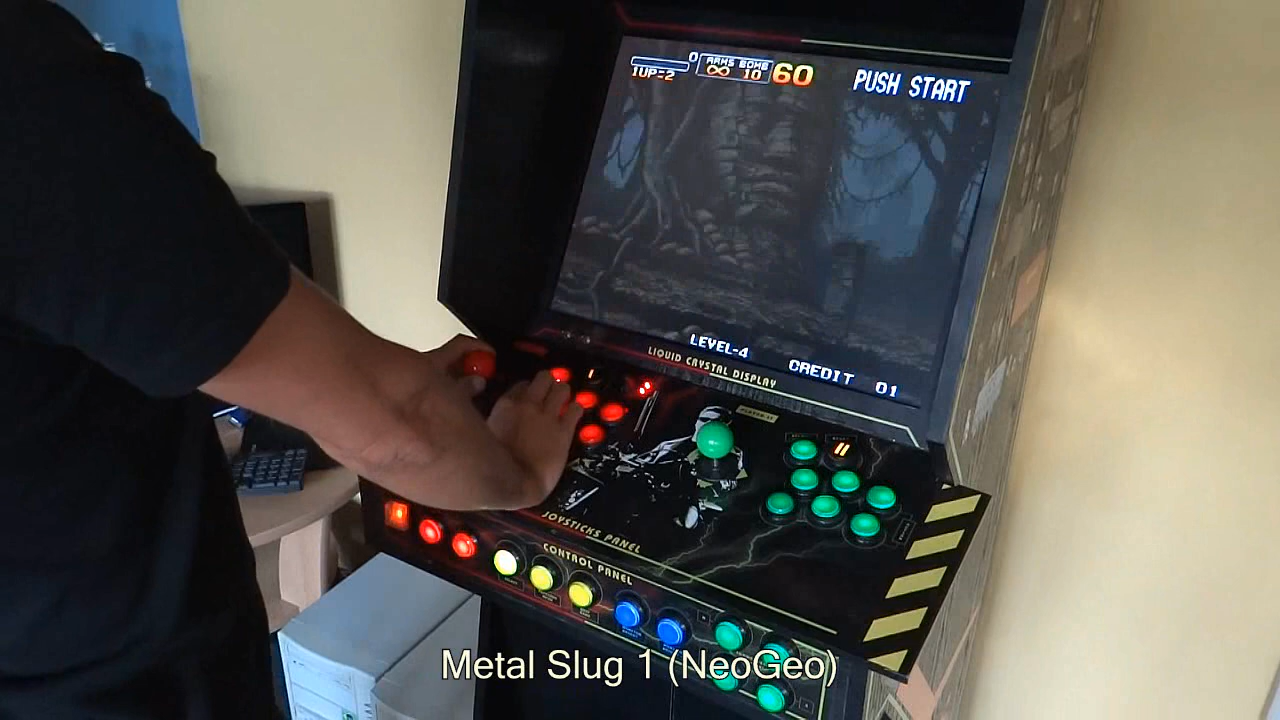 0
ARMS BOMB
∞ 10
60
1UP=2
PUSH START
LEVEL-4
CREDIT 01
LIQUID CRYSTAL DISPLAY
JOYSTICKS PANEL
CONTROL PANEL
Metal Slug 1 (NeoGeo)